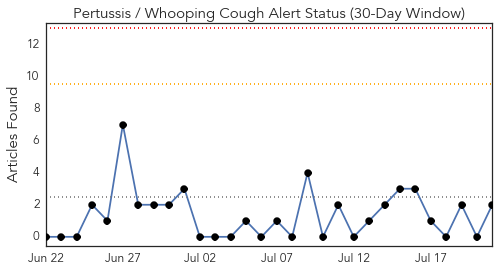 Pertussis / Whooping Cough Alert Status (30-Day Window)
Articles Found
12
10
8
6
4
2
0
Jun 22 Jun 27 Jul 02 Jul 07 Jul 12 Jul 17